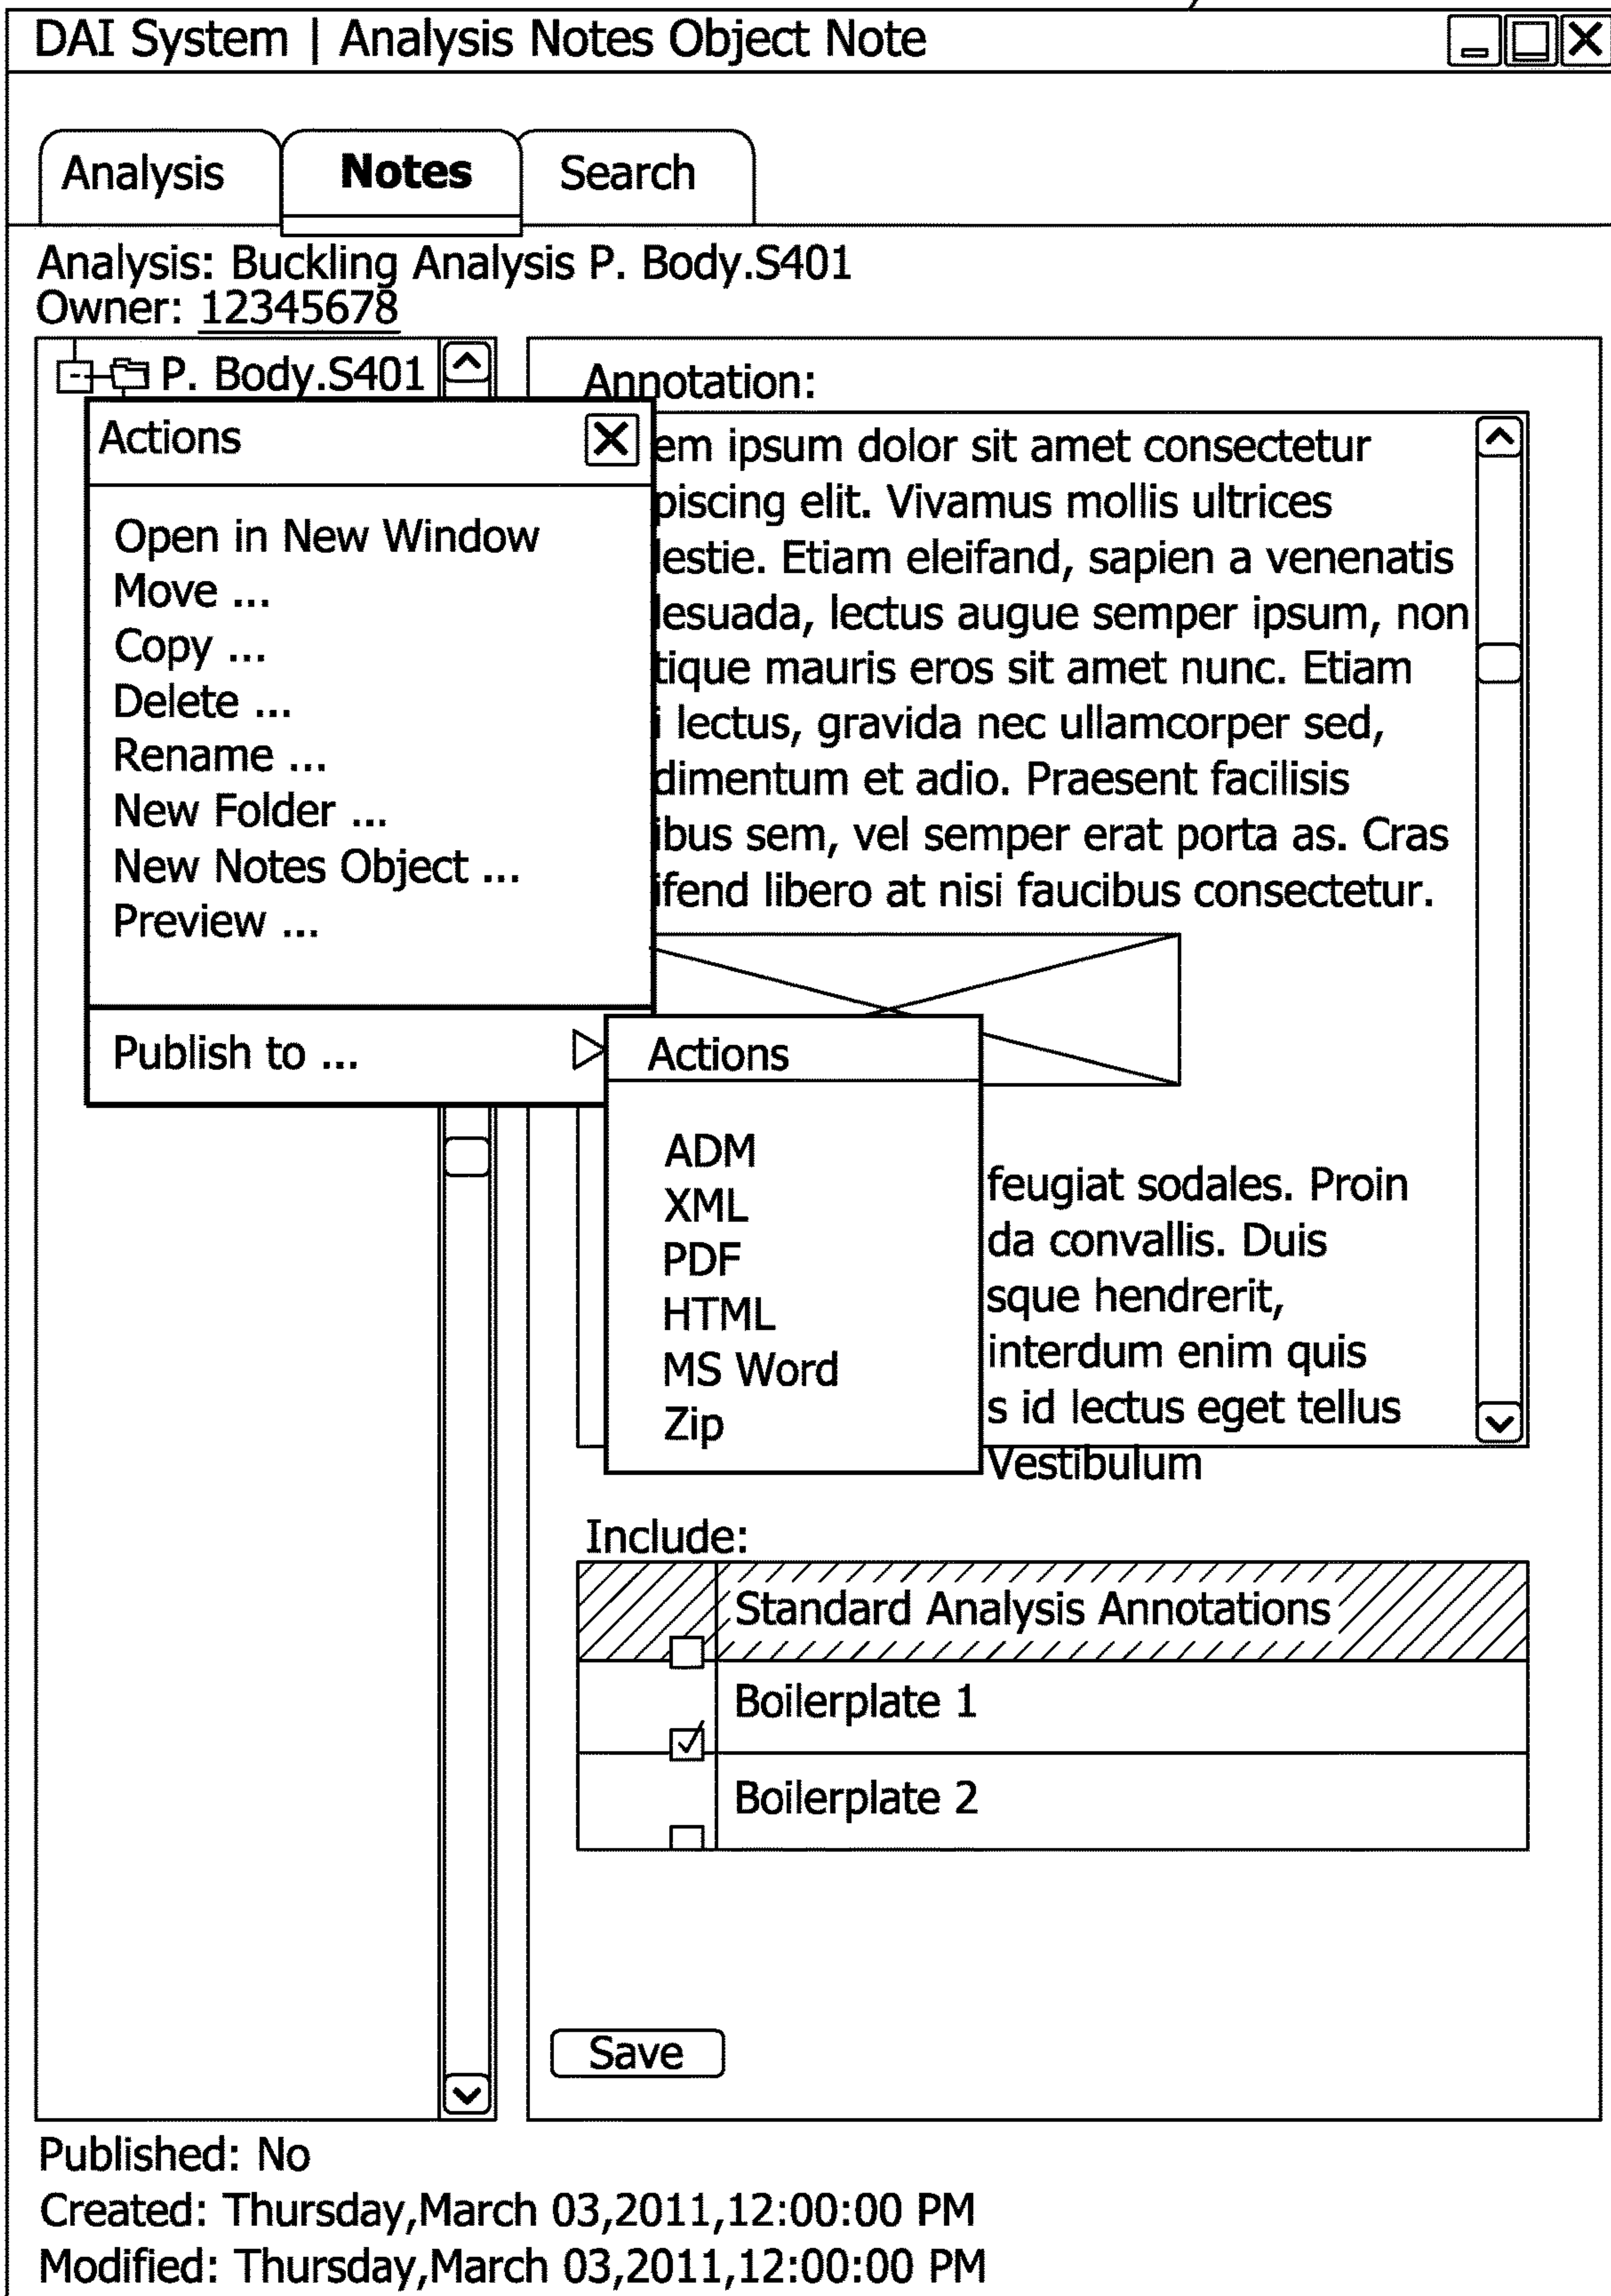 DAI System | Analysis Notes Object Note
Analysis
Notes
Search
Analysis: Buckling Analysis P. Body.S401
Owner: 12345678
P. Body.S401
Actions
Open in New Window
Move ...
Copy ...
Delete ...
Rename ...
New Folder ...
New Notes Object ...
Preview ...
Publish to ...
Actions
ADM
XML
PDF
HTML
MS Word
Zip
Annotation:
em ipsum dolor sit amet consectetur
piscing elit. Vivamus mollis ultrices
lestie. Etiam eleifand, sapien a venenatis
lesuada, lectus augue semper ipsum, non
tique mauris eros sit amet nunc. Etiam
i lectus, gravida nec ullamcorper sed,
dimentum et adio. Praesent facilisis
ibus sem, vel semper erat porta as. Cras
ifend libero at nisi faucibus consectetur.
feugiat sodales. Proin
da convallis. Duis
sque hendrerit,
interdum enim quis
s id lectus eget tellus
Vestibulum
Include:
Standard Analysis Annotations
Boilerplate 1
Boilerplate 2
Save
Published: No
Created: Thursday,March 03,2011,12:00:00 PM
Modified: Thursday,March 03,2011,12:00:00 PM